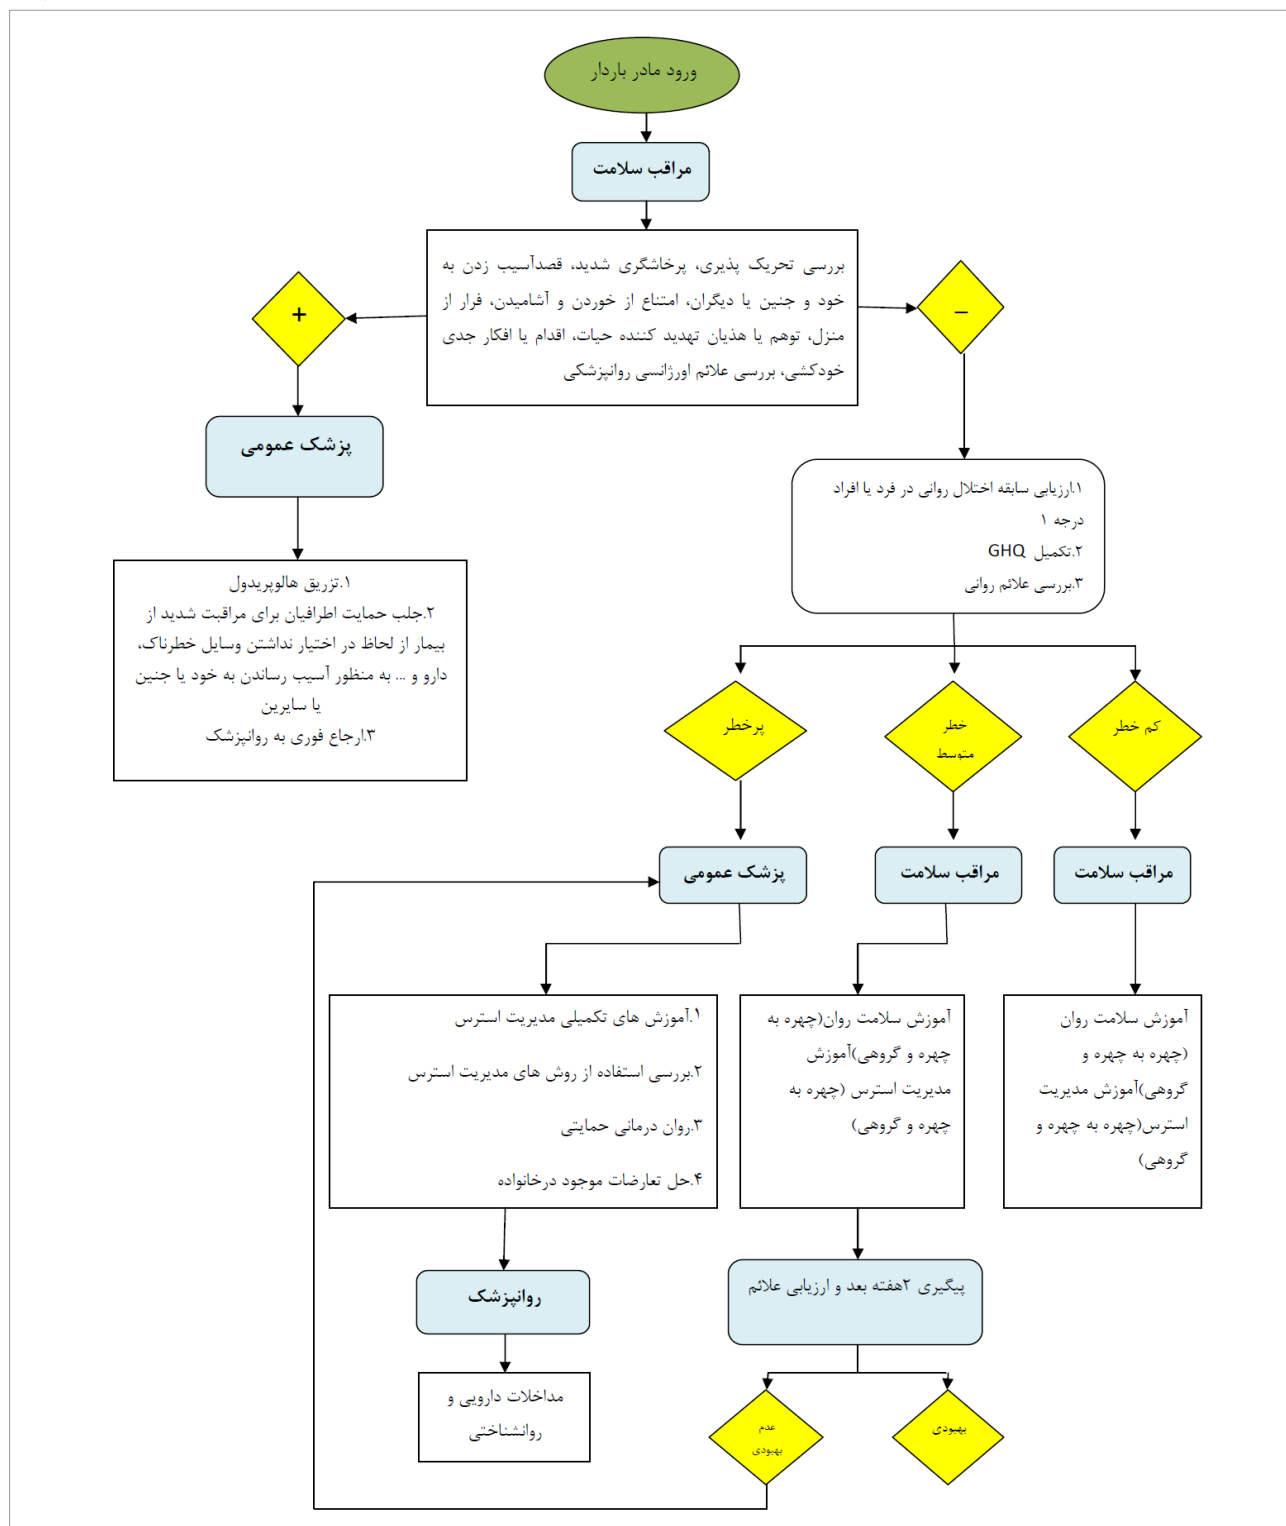 ورود مادر باردار
مراقب سلامت
بررسی تحریک پذیری، پرخاشگری شدید، قصدآسیب زدن به
خود و جنین یا دیگران، امتناع از خوردن و آشامیدن، فرار از
منزل، توهم یا هذیان تهدید کننده حیات، اقدام یا افکار جدی
خودکشی، بررسی علائم اورژانسی روانپزشکی
–
+
پزشک عمومی
۱.تزریق هالوپریدول
۲.جلب حمایت اطرافیان برای مراقبت شدید از
بیمار از لحاظ در اختیار نداشتن وسایل خطرناک،
دارو و ... به منظور آسیب رساندن به خود یا جنین
یا سایرین
۳.ارجاع فوری به روانپزشک
۱.ارزیابی سابقه اختلال روانی در فرد یا افراد
درجه ۱
۲.تکمیل GHQ
۳.بررسی علائم روانی
کم خطر
خطر
متوسط
پرخطر
مراقب سلامت
مراقب سلامت
پزشک عمومی
آموزش سلامت روان
(چهره به چهره و
گروهی)آموزش مدیریت
استرس(چهره به چهره و
گروهی)
آموزش سلامت روان(چهره به
چهره و گروهی)آموزش
مدیریت استرس (چهره به
چهره و گروهی)
۱.آموزش های تکمیلی مدیریت استرس
۲.بررسی استفاده از روش های مدیریت استرس
۳.روان درمانی حمایتی
۴.حل تعارضات موجود درخانواده
پیگیری ۲هفته بعد و ارزیابی علائم
روانپزشک
بهبودی
عدم
بهبودی
مداخلات دارویی و
روانشناختی